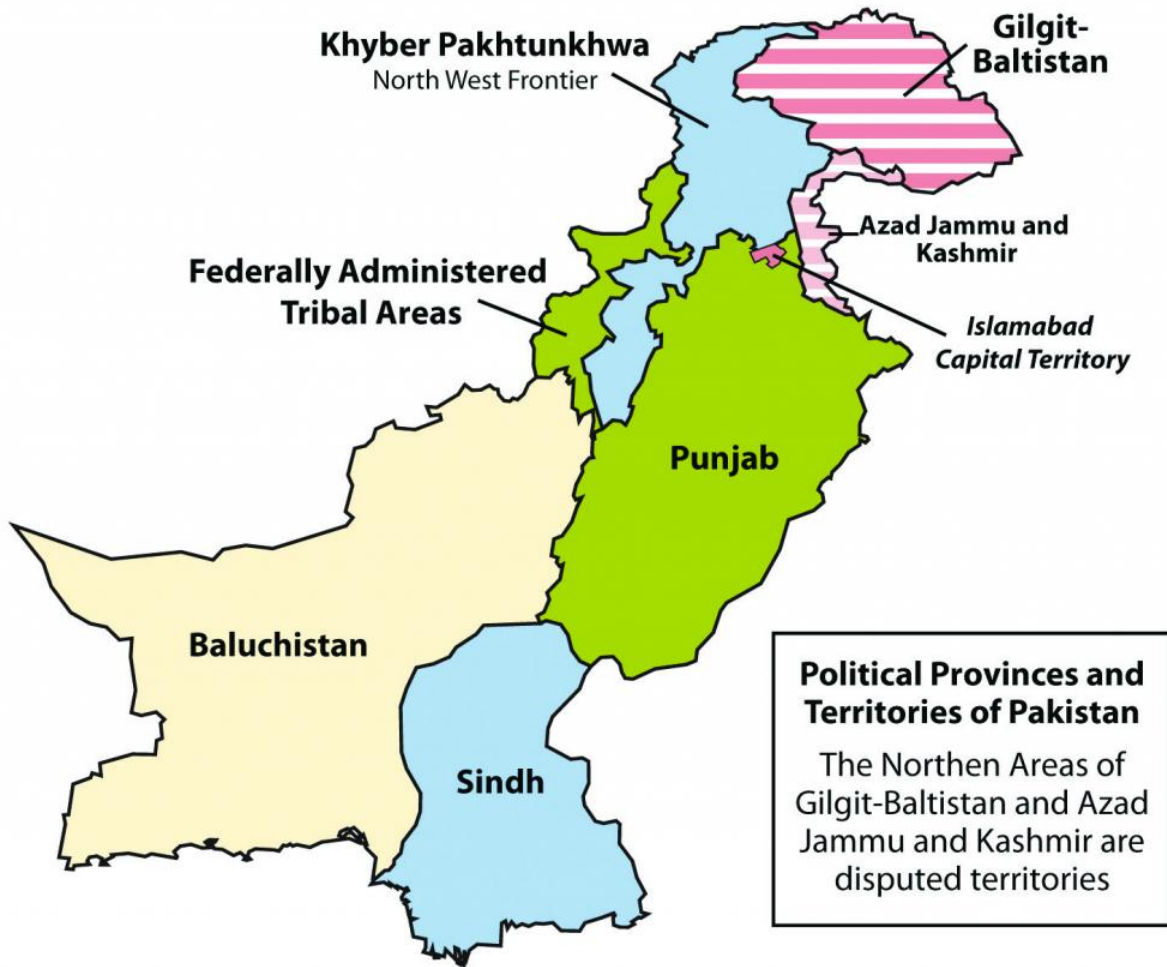 Khyber Pakhtunkhwa
North West Frontier
Gilgit-
Baltistan
Azad Jammu and
Kashmir
Federally Administered
Tribal Areas
Islamabad
Capital Territory
Punjab
Baluchistan
Sindh
Political Provinces and
Territories of Pakistan
The Northen Areas of
Gilgit-Baltistan and Azad
Jammu and Kashmir are
disputed territories